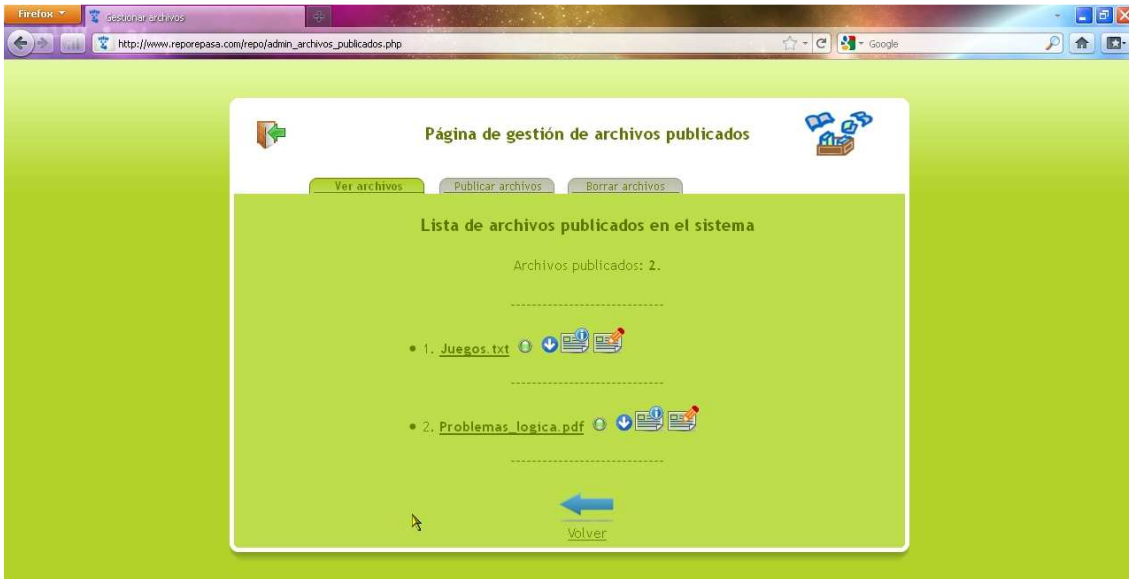 Firefox
Gestionar archivos
http://www.reporepasa.com/repo/admin_archivos_publicados.php
Google
Página de gestión de archivos publicados
Ver archivos Publicar archivos Borrar archivos
Lista de archivos publicados en el sistema
Archivos publicados: 2.
----------------------------
• 1. Juegos.txt
----------------------------
• 2. Problemas_logica.pdf
----------------------------
Volver